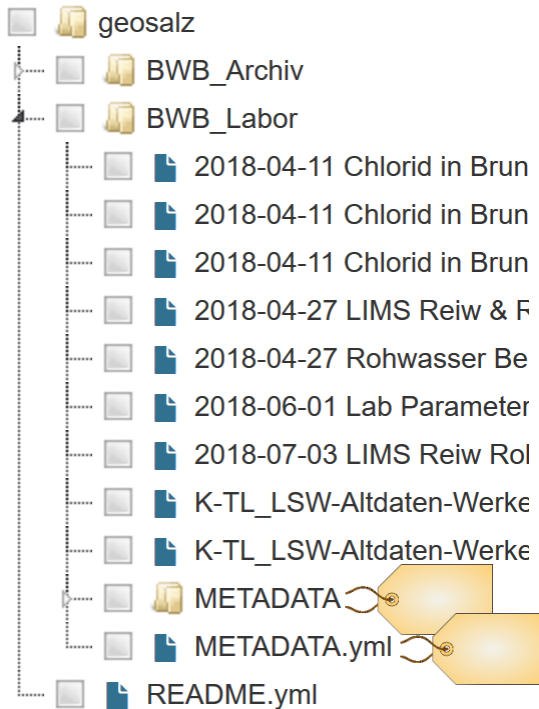 geosalz
BWB_Archiv
BWB_Labor
2018-04-11 Chlorid in Brun
2018-04-11 Chlorid in Brun
2018-04-11 Chlorid in Brun
2018-04-27 LIMS Reiw & R
2018-04-27 Rohwasser Be
2018-06-01 Lab Parameter
2018-07-03 LIMS Reiw Roh
K-TL_LSW-Altdaten-Werke
K-TL_LSW-Altdaten-Werke
METADATA
METADATA.yml
README.yml